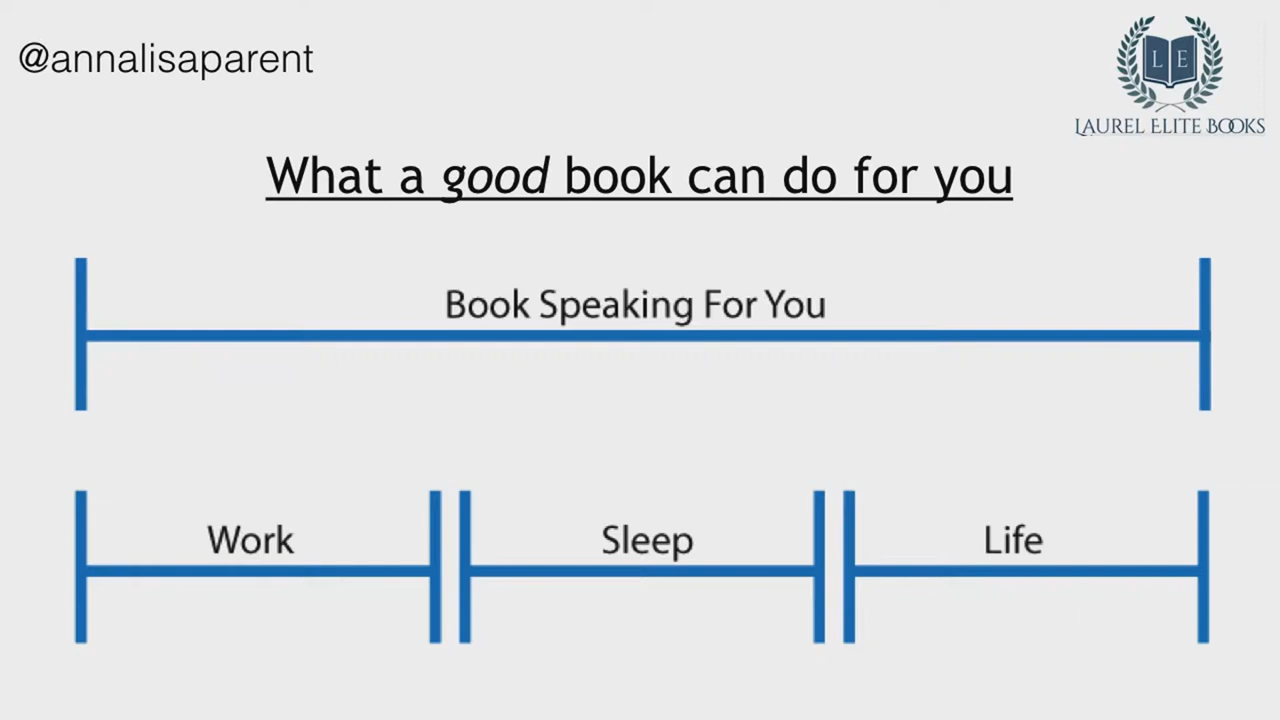 @annalisaparent
L E
LAUREL ELITE BOOKS
What a good book can do for you
Book Speaking For You
Work
Sleep
Life